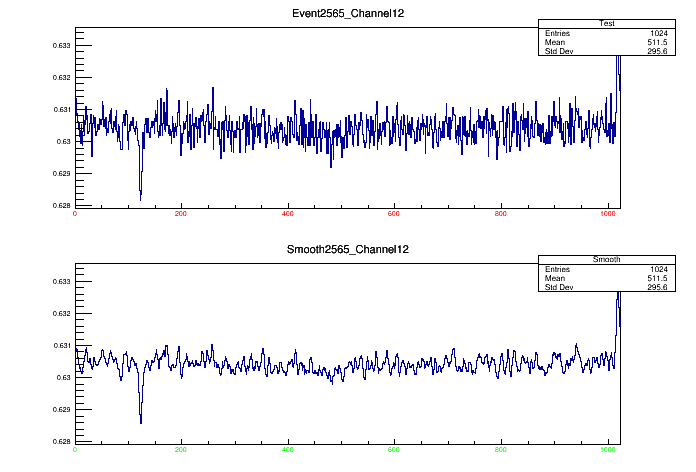 Event2565_Channel12
Test
Entries 1024
Mean 511.5
Std Dev 295.6
0.633
0.632
0.631
0.63
0.629
0.628
0 200 400 600 800 1000
Smooth2565_Channel12
Smooth
Entries 1024
Mean 511.5
Std Dev 295.6
0.633
0.632
0.631
0.63
0.629
0.628
0 200 400 600 800 1000